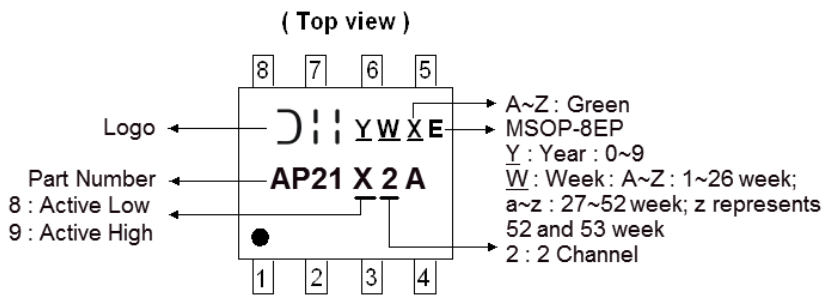 ( Top view )
8 7 6 5
Logo
Y W X E
A~Z : Green
MSOP-8EP
Y : Year : 0~9
W : Week : A~Z : 1~26 week;
a~z : 27~52 week; z represents
52 and 53 week
2 : 2 Channel
Part Number
AP21 X 2 A
8 : Active Low
9 : Active High
1 2 3 4